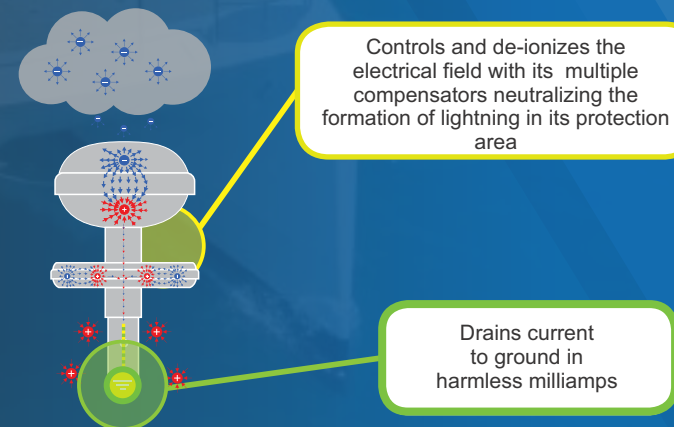 Controls and de-ionizes the
electrical field with its multiple
compensators neutralizing the
formation of lightning in its protection
area
Drains current
to ground in
harmless milliamps